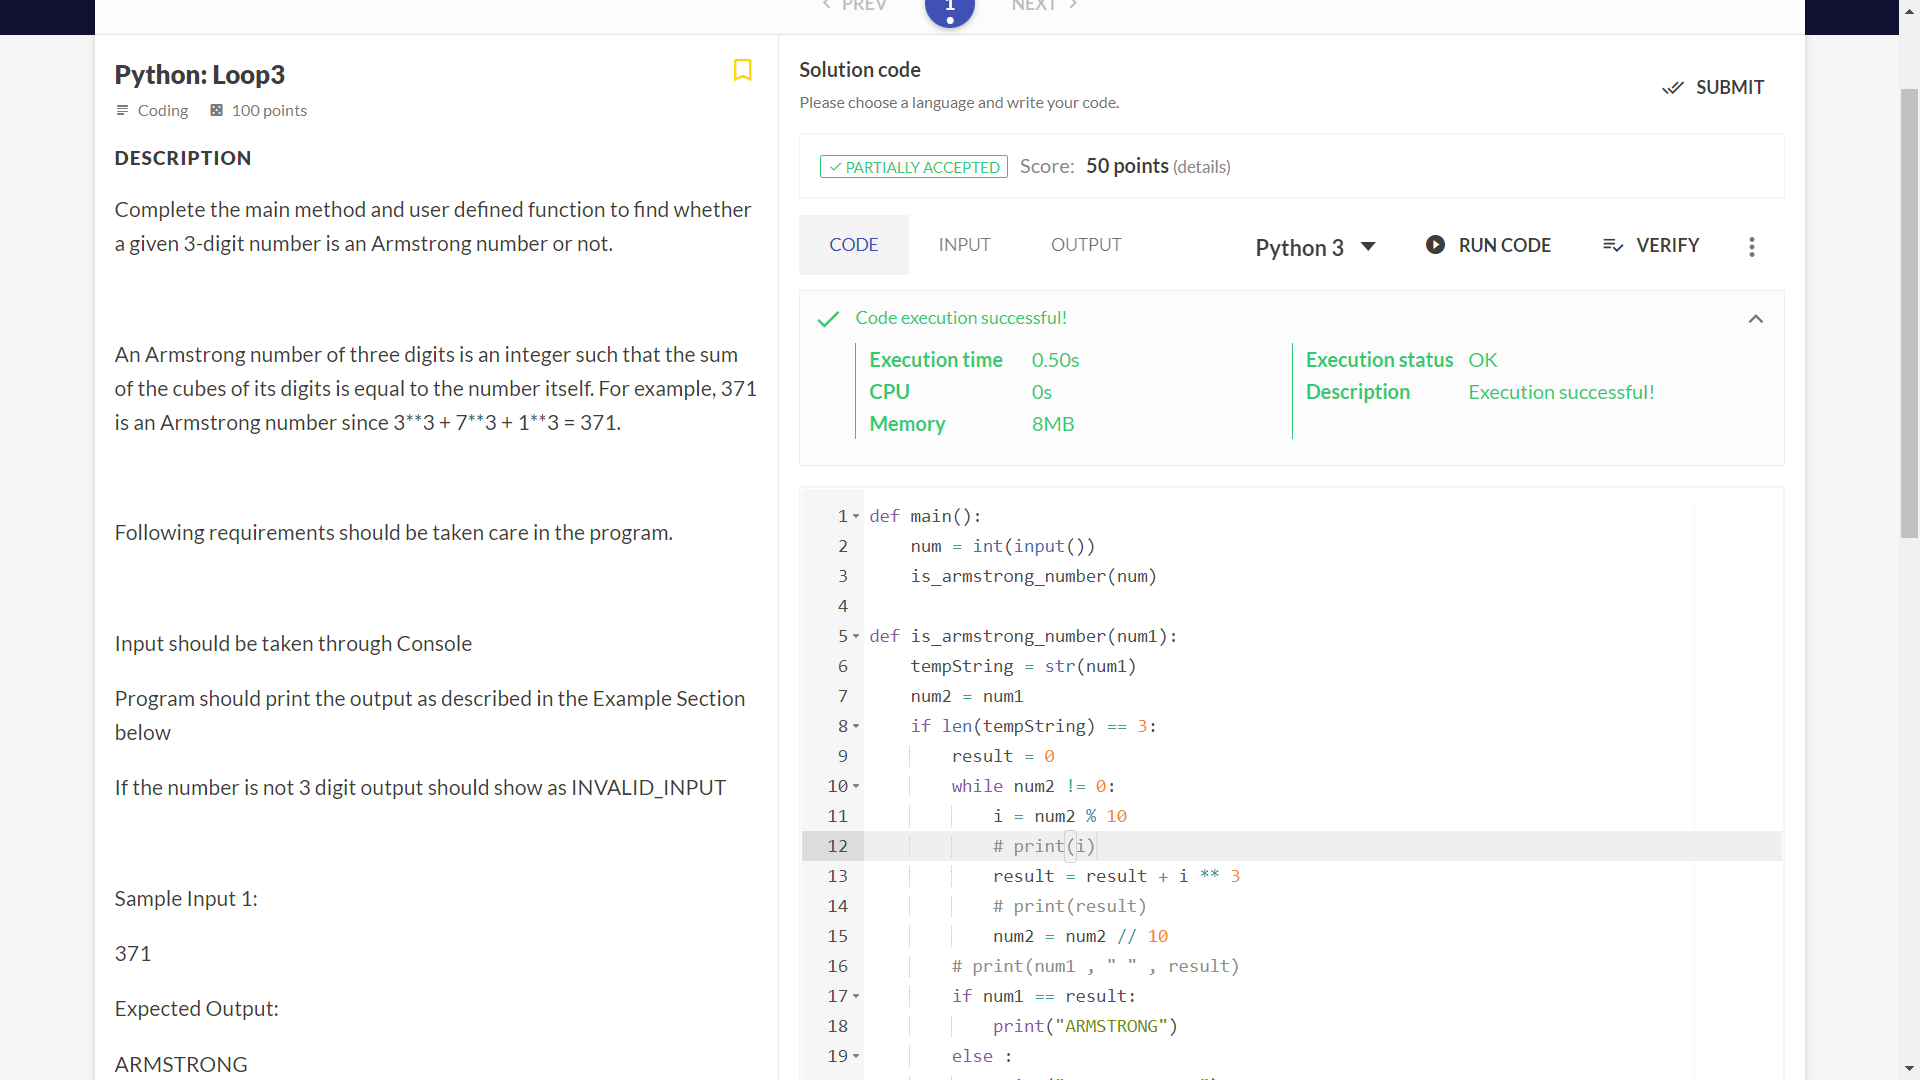 PREV
1
NEXT
Python: Loop3
Coding
100 points
DESCRIPTION
Complete the main method and user defined function to find whether
a given 3-digit number is an Armstrong number or not.
An Armstrong number of three digits is an integer such that the sum
of the cubes of its digits is equal to the number itself. For example, 371
is an Armstrong number since 3**3 + 7**3 + 1**3 = 371.
Following requirements should be taken care in the program.
Input should be taken through Console
Program should print the output as described in the Example Section
below
If the number is not 3 digit output should show as INVALID_INPUT
Sample Input 1:
371
Expected Output:
ARMSTRONG
Solution code
Please choose a language and write your code.
SUBMIT
PARTIALLY ACCEPTED Score: 50 points (details)
CODE INPUT OUTPUT Python 3 RUN CODE VERIFY
Code execution successful!
Execution time 0.50s
CPU 0s
Memory 8MB
Execution status OK
Description Execution successful!
1 def main():
2     num = int(input())
3     is_armstrong_number(num)
4
5 def is_armstrong_number(num1):
6     tempString = str(num1)
7     num2 = num1
8     if len(tempString) == 3:
9         result = 0
10         while num2 != 0:
11             i = num2 % 10
12             # print(i)
13             result = result + i ** 3
14             # print(result)
15             num2 = num2 // 10
16         # print(num1 , " " , result)
17         if num1 == result:
18             print("ARMSTRONG")
19         else :